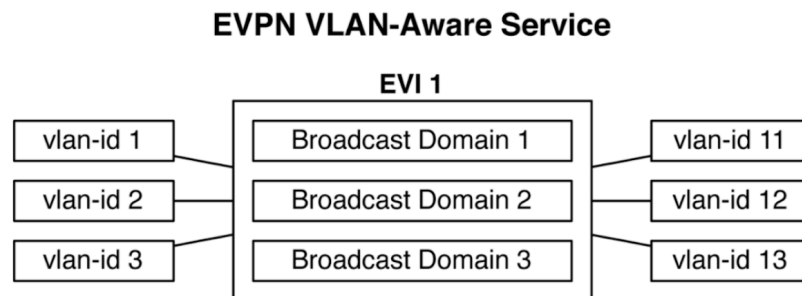 EVPN VLAN-Aware Service
EVI 1
vlan-id 1
Broadcast Domain 1
vlan-id 11
vlan-id 2
Broadcast Domain 2
vlan-id 12
vlan-id 3
Broadcast Domain 3
vlan-id 13